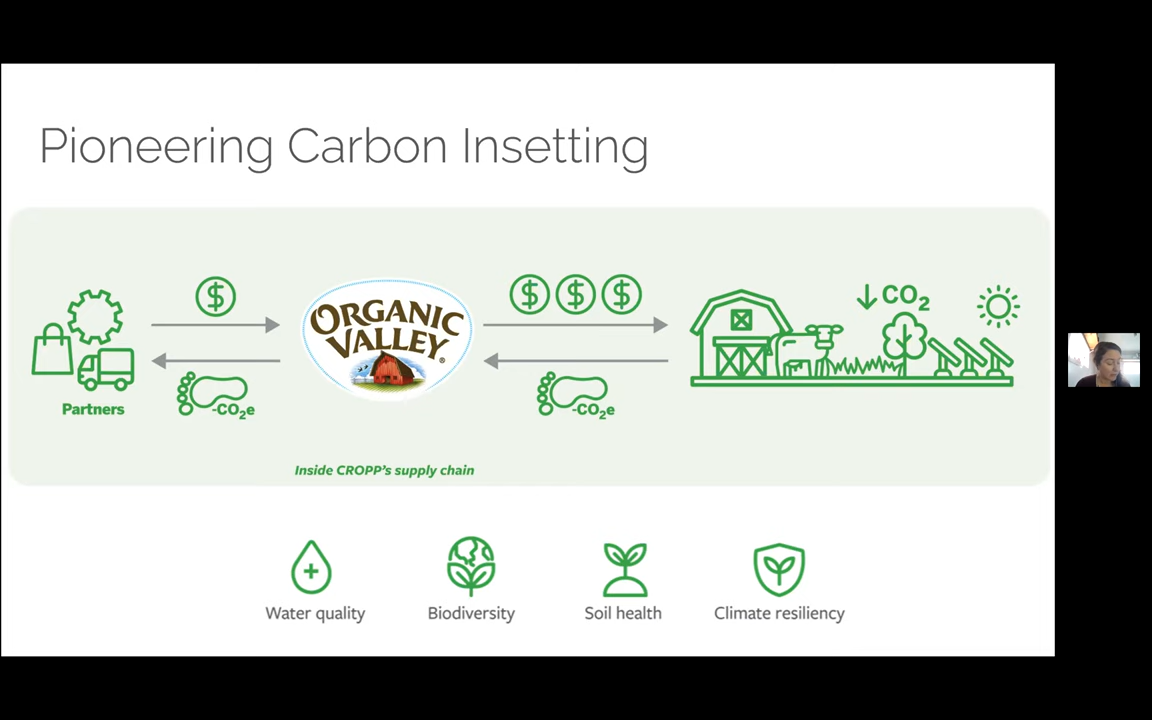 Pioneering Carbon Insetting
$
$ $ $
↓ CO₂
ORGANIC
VALLEY®
-CO₂e
-CO₂e
Partners
Inside CROPP's supply chain
Water quality
Biodiversity
Soil health
Climate resiliency